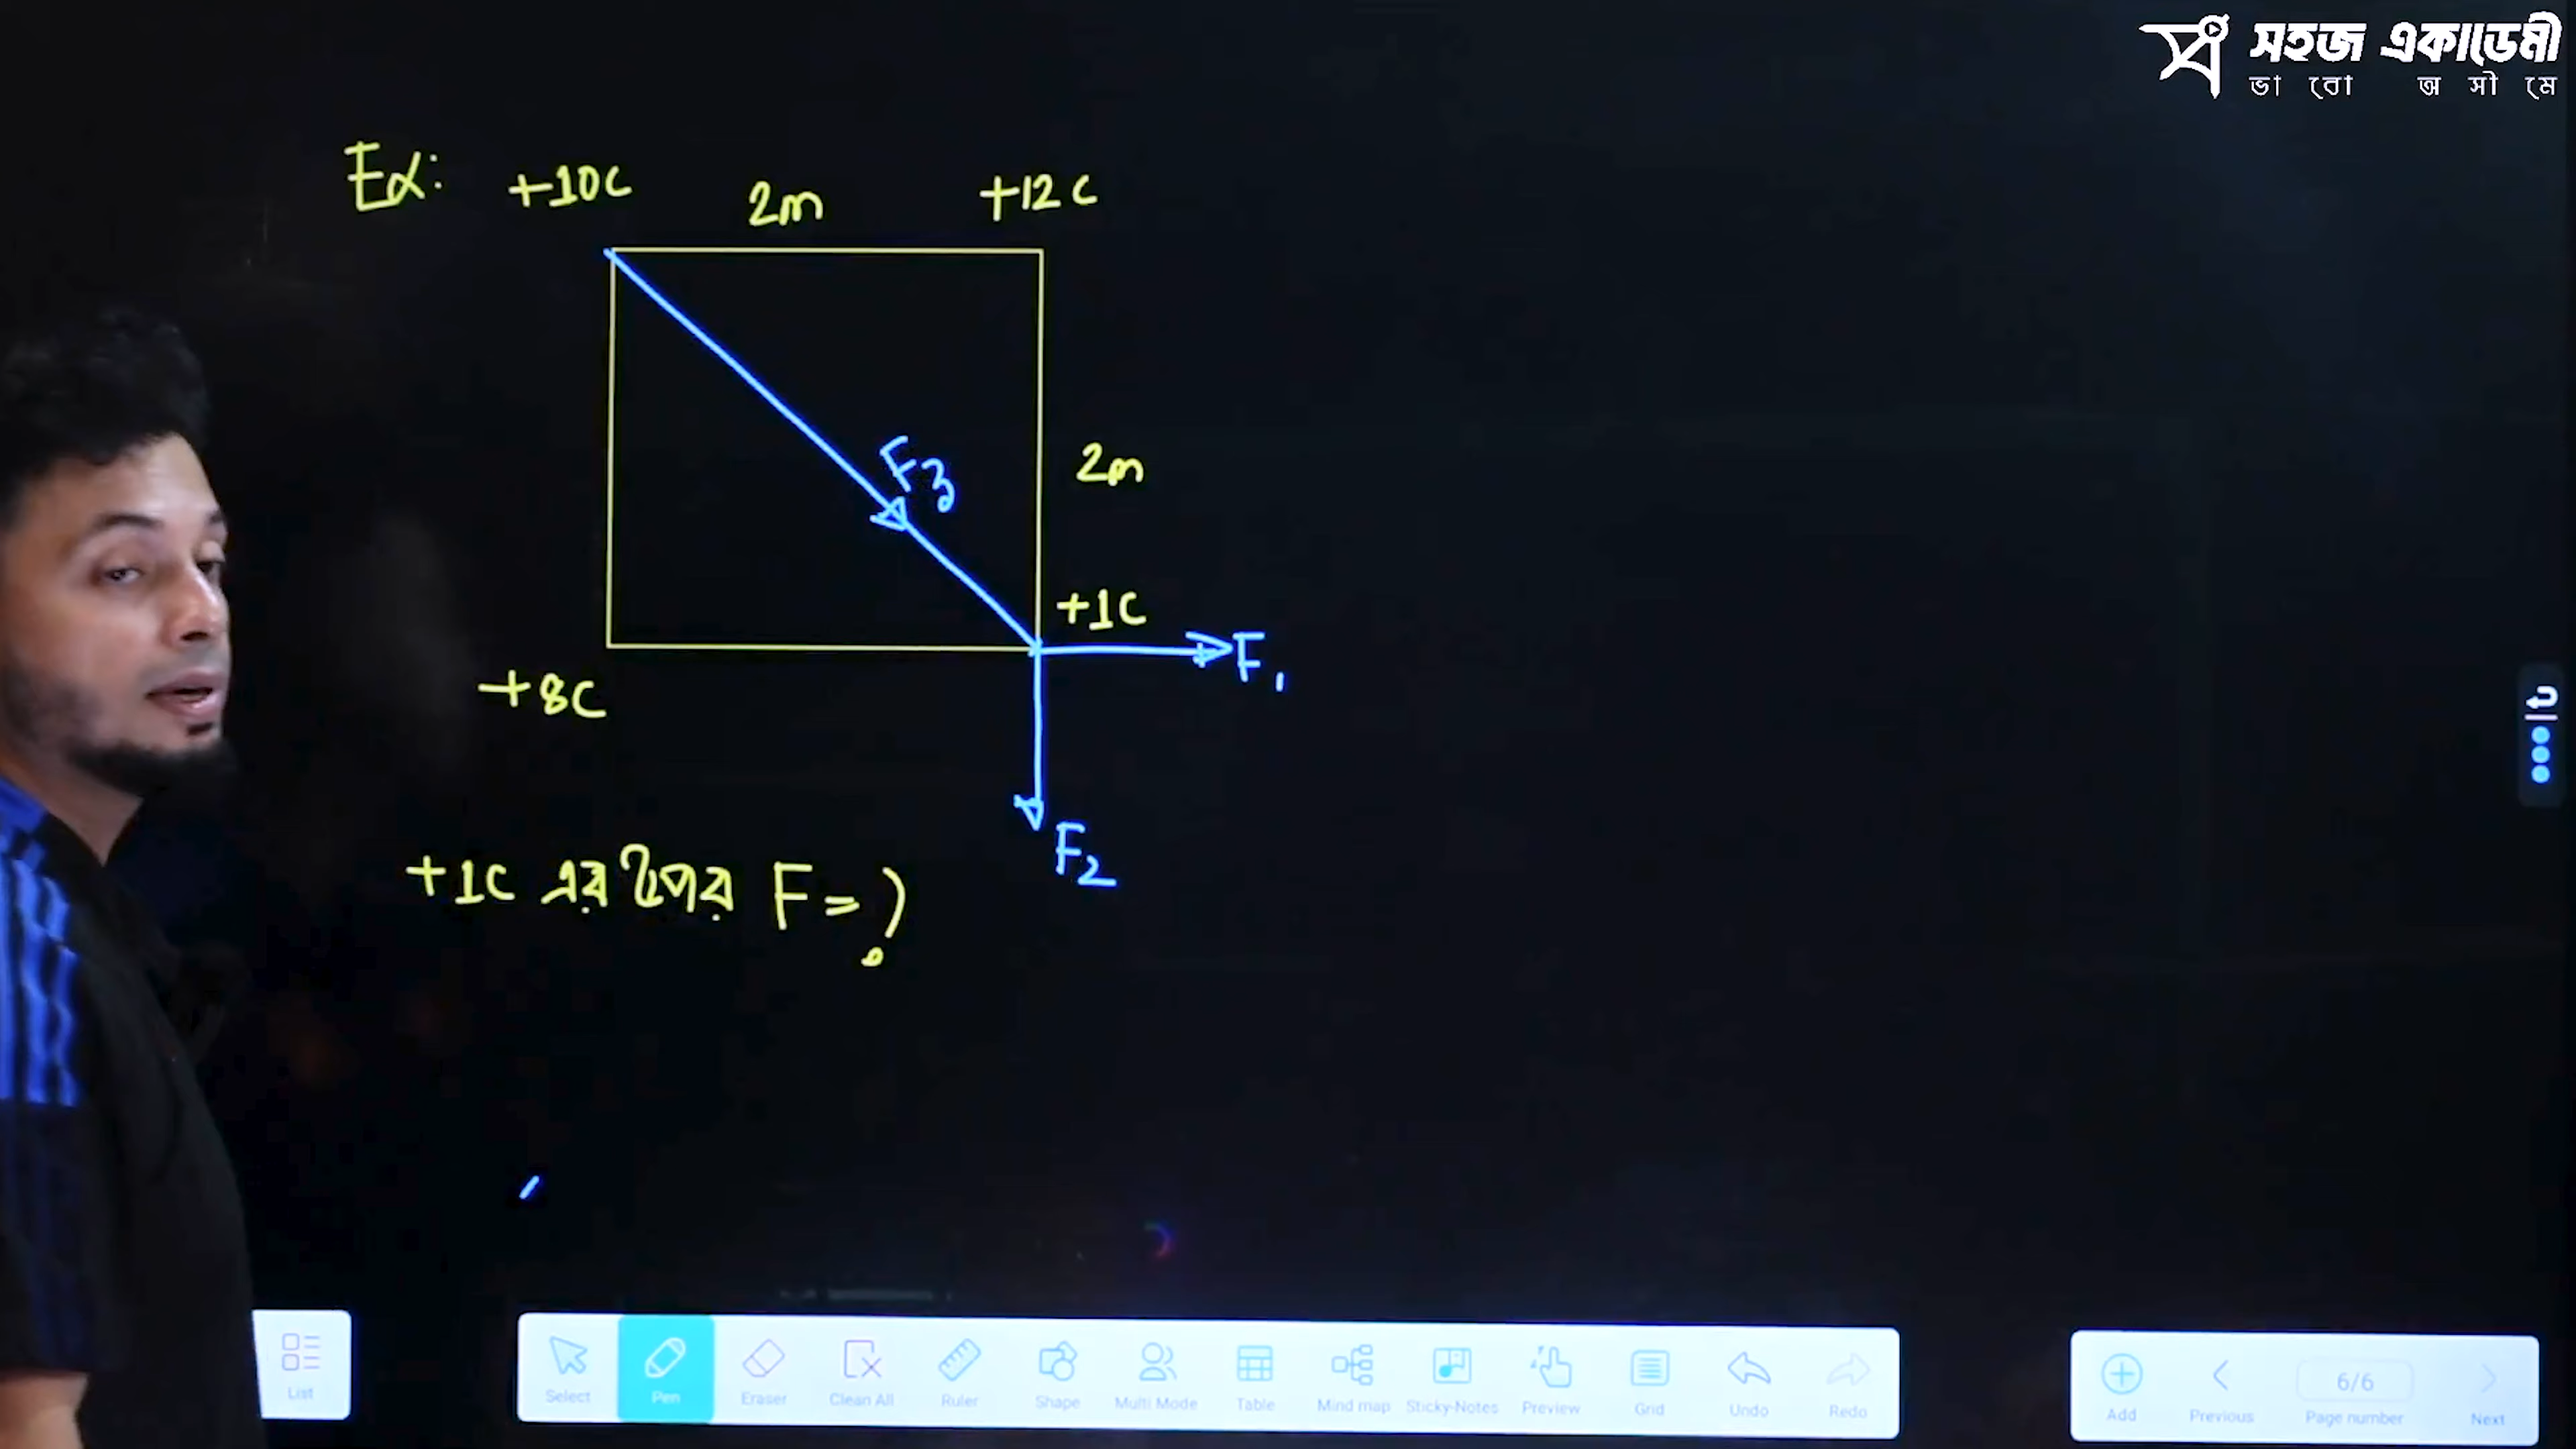 সহজ একাডেমী
ভাবো অসীমে
Ex:
+10C
2m
+12C
F3
2m
+1C
F1
+8C
F2
+1C এর উপর F = ?
List
Select
Pen
Eraser
Clean All
Ruler
Shape
Multi Mode
Table
Mind map
Sticky-Notes
Preview
Grid
Undo
Redo
Add
Previous
6/6
Page number
Next